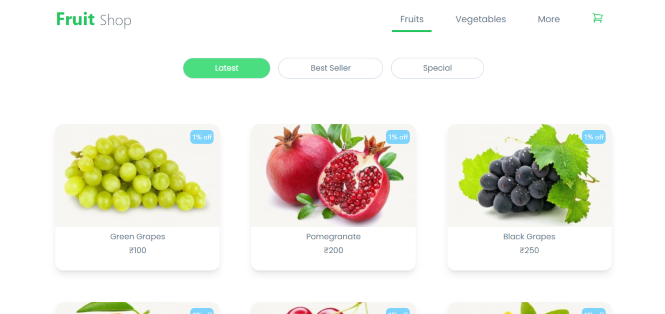 Fruit Shop
Fruits
Vegetables
More
Latest
Best Seller
Special
1% off
1% off
1% off
Green Grapes
Pomegranate
Black Grapes
₹100
₹200
₹250